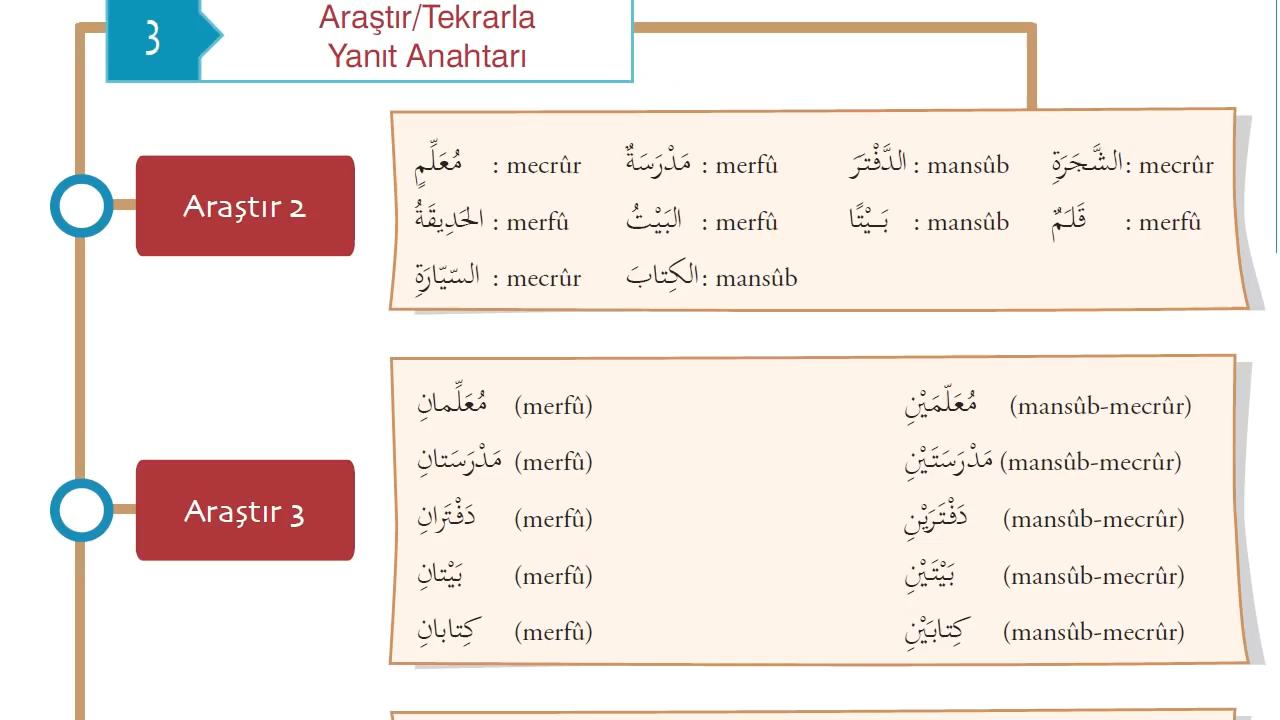 3
Araştır/Tekrarla
Yanıt Anahtarı
Araştır 2
مُعَلِّمٍ : mecrûr مَدْرَسَةٌ : merfû الدَّفْتَرَ : mansûb الشَّجَرَةِ : mecrûr
الحَدِيقَةُ : merfû البَيْتُ : merfû بَـيْتًا : mansûb قَلَمٌ : merfû
السّيّارَةِ : mecrûr الكِتابَ : mansûb
Araştır 3
مُعَلِّمانِ (merfû) مُعَلّمَيْنِ (mansûb-mecrûr)
مَدْرَسَتانِ (merfû) مَدْرَسَتَيْنِ (mansûb-mecrûr)
دَفْتَرانِ (merfû) دَفْتَرَيْنِ (mansûb-mecrûr)
بَيْتانِ (merfû) بَيْتَيْنِ (mansûb-mecrûr)
كِتابانِ (merfû) كِتابَيْنِ (mansûb-mecrûr)